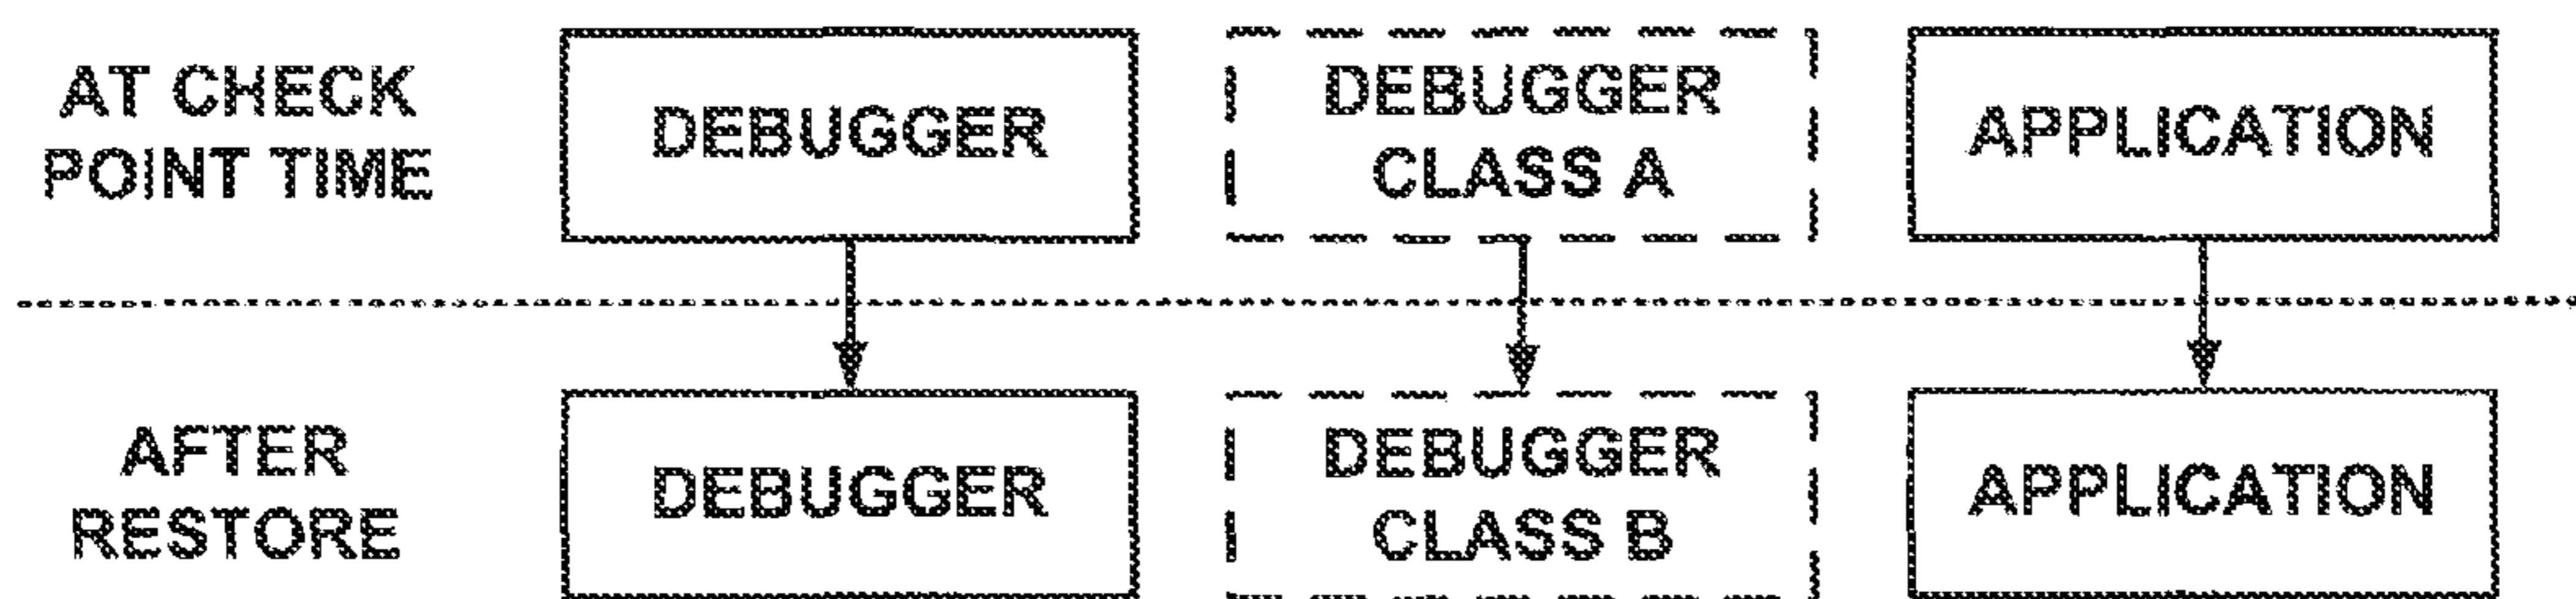 AT CHECK
POINT TIME
DEBUGGER
DEBUGGER
CLASS A
APPLICATION
AFTER
RESTORE
DEBUGGER
DEBUGGER
CLASS B
APPLICATION